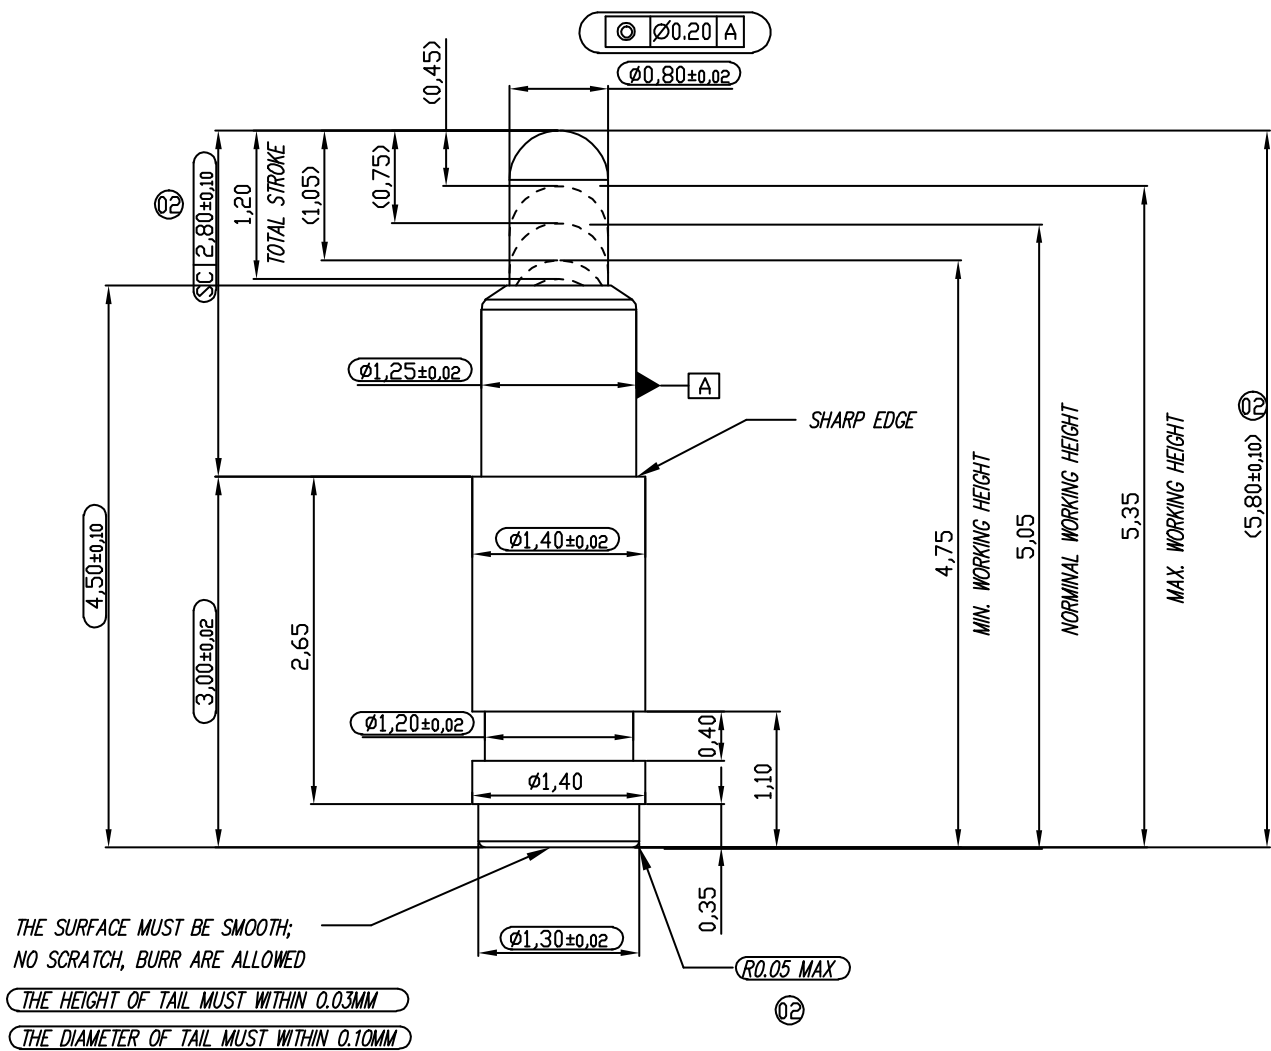 ◎ Ø0.20 A
Ø0,80±0,02
(0,45)
(0,75)
(1,05)
TOTAL STROKE
1,20
SC 2,80±0,10
02
Ø1,25±0,02
A
SHARP EDGE
02
(5,80±0,10)
MAX. WORKING HEIGHT
5,35
NORMINAL WORKING HEIGHT
5,05
MIN. WORKING HEIGHT
4,75
4,50±0,10
3,00±0,02
2,65
Ø1,40±0,02
Ø1,20±0,02
0,40
1,10
Ø1,40
0,35
Ø1,30±0,02
R0.05 MAX
02
THE SURFACE MUST BE SMOOTH;
NO SCRATCH, BURR ARE ALLOWED
THE HEIGHT OF TAIL MUST WITHIN 0.03MM
THE DIAMETER OF TAIL MUST WITHIN 0.10MM